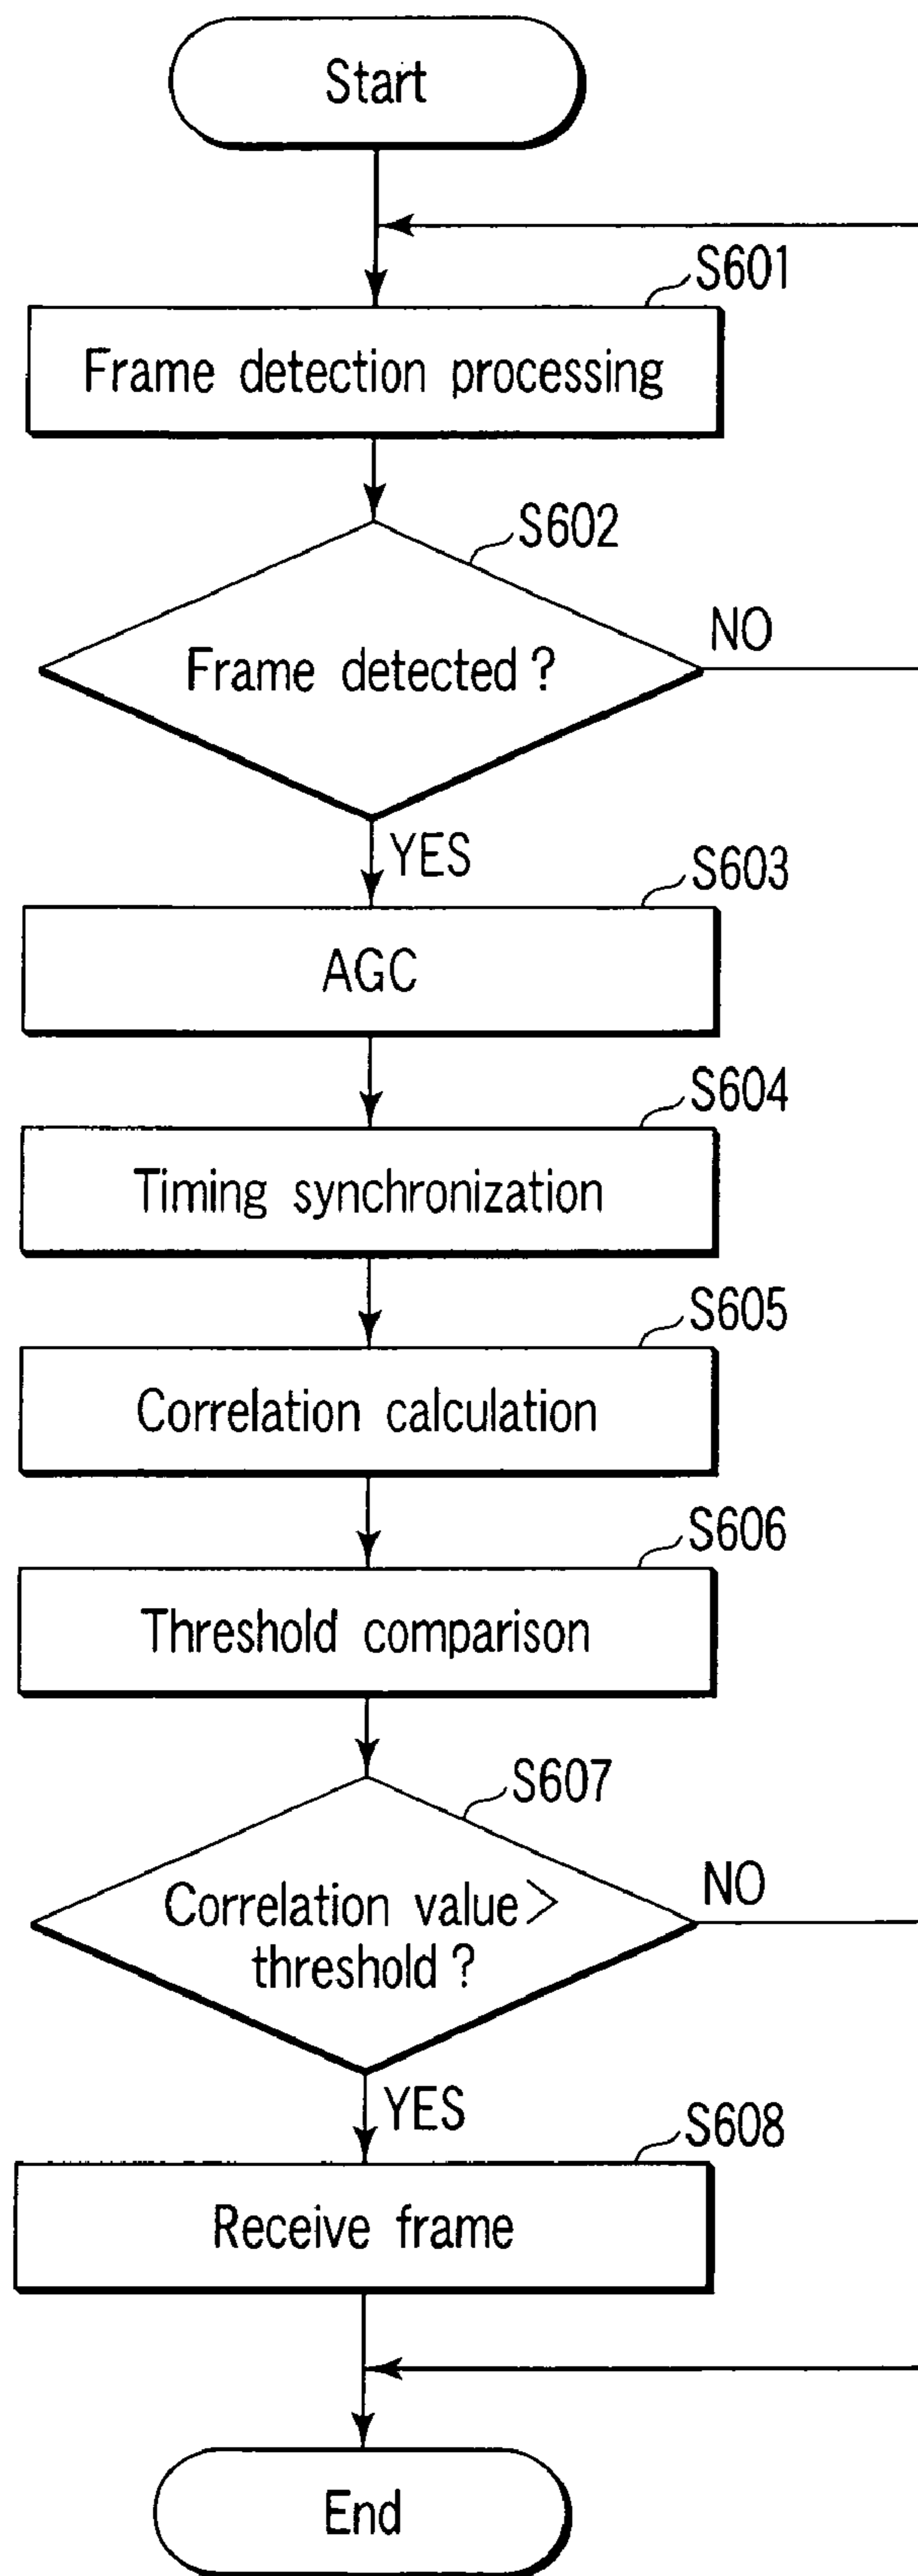 Start
S601
Frame detection processing
S602
Frame detected ?
NO
YES
S603
AGC
S604
Timing synchronization
S605
Correlation calculation
S606
Threshold comparison
S607
Correlation value >
threshold ?
NO
YES
S608
Receive frame
End